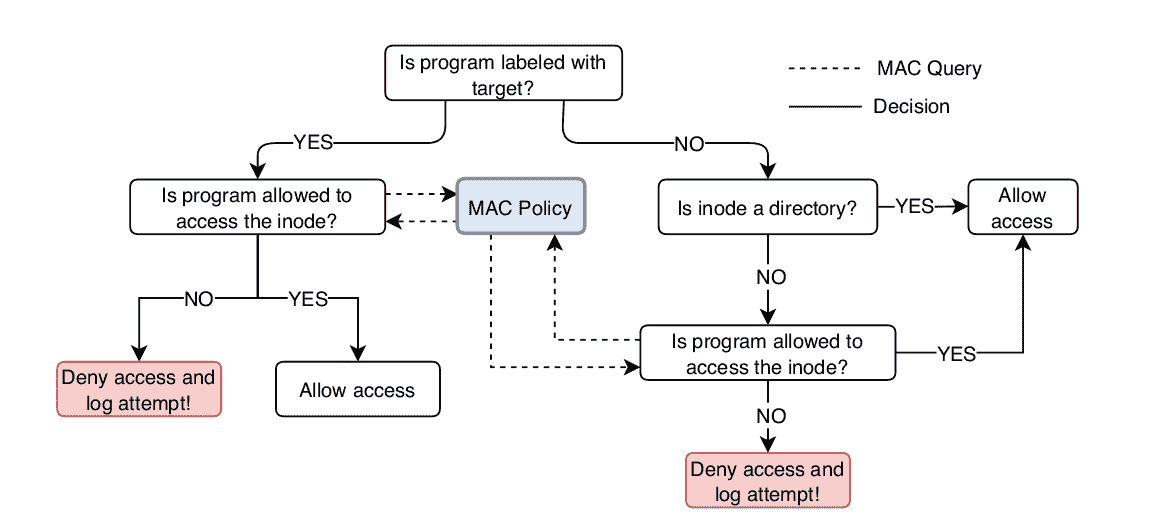 Is program labeled with
target?
MAC Query
Decision
YES
NO
Is program allowed to
access the inode?
MAC Policy
Is inode a directory?
YES
Allow
access
NO
NO
YES
Is program allowed to
access the inode?
YES
Deny access and
log attempt!
Allow access
NO
Deny access and
log attempt!